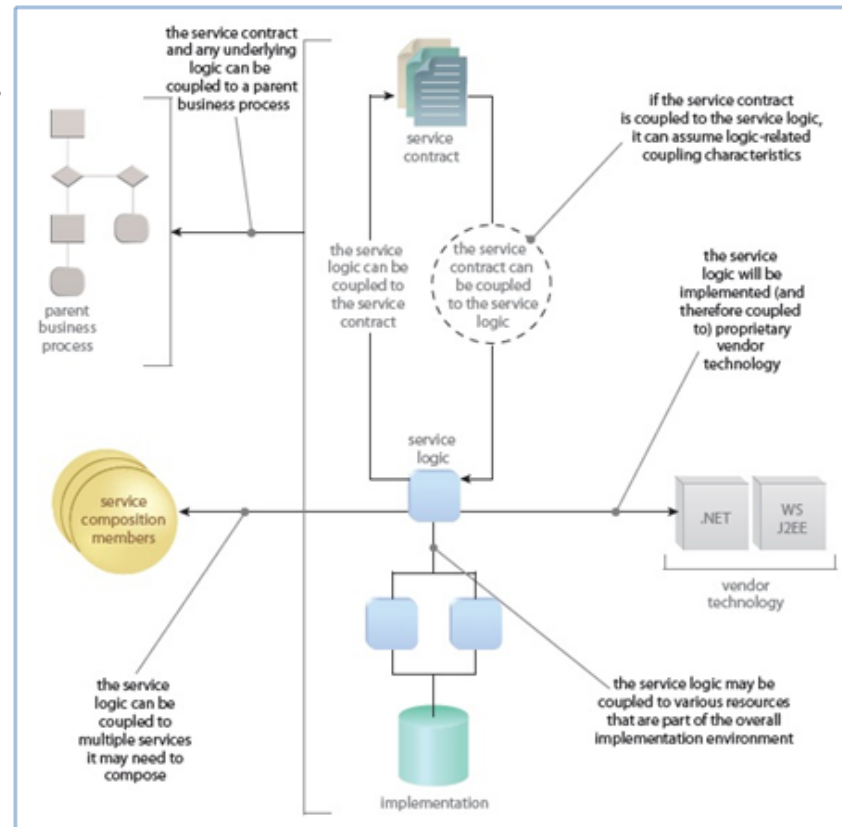 the service contract
and any underlying
logic can be
coupled to a parent
business process
service
contract
if the service contract
is coupled to the service logic,
it can assume logic-related
coupling characteristics
parent
business
process
the service
logic can be
coupled to
the service
contract
the service
contract can
be coupled
to the service
logic
the service
logic will be
implemented (and
therefore coupled
to) proprietary
vendor
technology
service
logic
service
composition
members
.NET
WS
J2EE
vendor
technology
the service
logic can be
coupled to
multiple services
it may need to
compose
the service logic may be
coupled to various resources
that are part of the overall
implementation environment
implementation